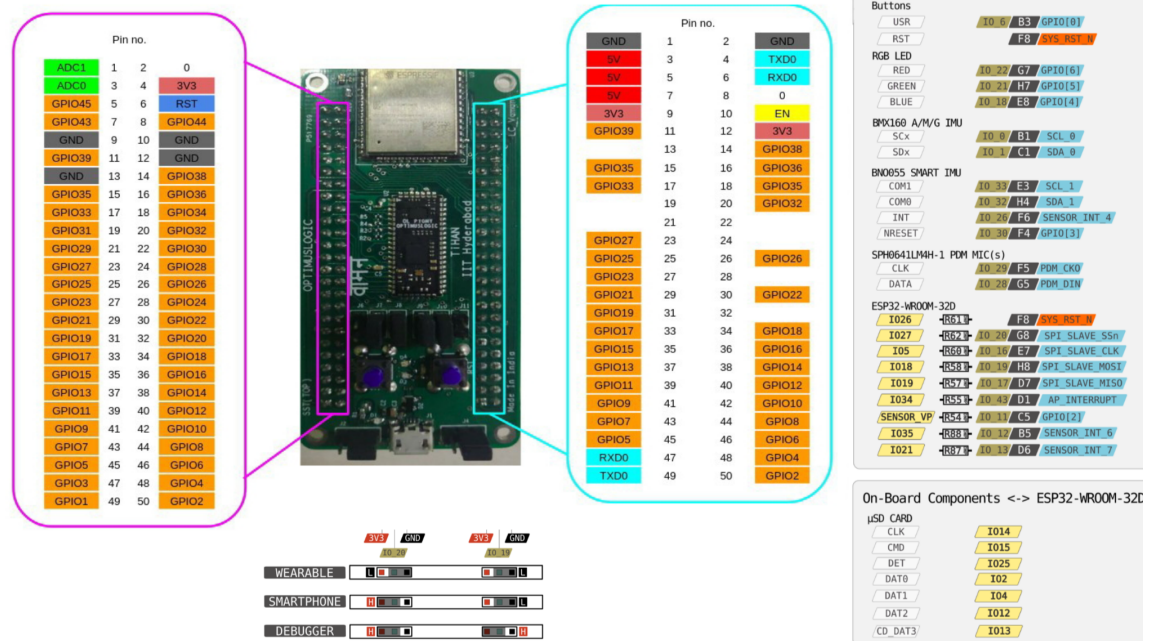 Pin no.
ADC1 1 2 0
ADC0 3 4 3V3
GPIO45 5 6 RST
GPIO43 7 8 GPIO44
GND 9 10 GND
GPIO39 11 12 GND
GND 13 14 GPIO38
GPIO35 15 16 GPIO36
GPIO33 17 18 GPIO34
GPIO31 19 20 GPIO32
GPIO29 21 22 GPIO30
GPIO27 23 24 GPIO28
GPIO25 25 26 GPIO26
GPIO23 27 28 GPIO24
GPIO21 29 30 GPIO22
GPIO19 31 32 GPIO20
GPIO17 33 34 GPIO18
GPIO15 35 36 GPIO16
GPIO13 37 38 GPIO14
GPIO11 39 40 GPIO12
GPIO9 41 42 GPIO10
GPIO7 43 44 GPIO8
GPIO5 45 46 GPIO6
GPIO3 47 48 GPIO4
GPIO1 49 50 GPIO2
OPTIMUSLOGIC
SST(TOP)
वामन
QL PYGMY
OPTIMUSLOGIC
TiHAN
IIT Hyderabad
Made In India
Pin no.
GND 1 2 GND
5V 3 4 TXD0
5V 5 6 RXD0
5V 7 8 0
3V3 9 10 EN
GPIO39 11 12 3V3
13 14 GPIO38
GPIO35 15 16 GPIO36
GPIO33 17 18 GPIO35
19 20 GPIO32
21 22
GPIO27 23 24
GPIO25 25 26 GPIO26
GPIO23 27 28
GPIO21 29 30 GPIO22
GPIO19 31 32
GPIO17 33 34 GPIO18
GPIO15 35 36 GPIO16
GPIO13 37 38 GPIO14
GPIO11 39 40 GPIO12
GPIO9 41 42 GPIO10
GPIO7 43 44 GPIO8
GPIO5 45 46 GPIO6
RXD0 47 48 GPIO4
TXD0 49 50 GPIO2
3V3 GND 3V3 GND
IO_20 IO_19
WEARABLE L L
SMARTPHONE H L
DEBUGGER H H
Buttons
USR IO_6 B3 GPIO[0]
RST F8 SYS_RST_N
RGB LED
RED IO_22 G7 GPIO[6]
GREEN IO_21 H7 GPIO[5]
BLUE IO_18 E8 GPIO[4]
BMX160 A/M/G IMU
SCx IO_0 B1 SCL_0
SDx IO_1 C1 SDA_0
BNO055 SMART IMU
COM1 IO_33 E3 SCL_1
COM0 IO_32 H4 SDA_1
INT IO_26 F6 SENSOR_INT_4
NRESET IO_30 F4 GPIO[3]
SPH0641LM4H-1 PDM MIC(s)
CLK IO_29 F5 PDM_CKO
DATA IO_28 G5 PDM_DIN
ESP32-WROOM-32D
IO26 R61 F8 SYS_RST_N
IO27 R62 IO_20 G8 SPI_SLAVE_SSn
IO5 R60 IO_16 E7 SPI_SLAVE_CLK
IO18 R58 IO_19 H8 SPI_SLAVE_MOSI
IO19 R57 IO_17 D7 SPI_SLAVE_MISO
IO34 R55 IO_43 D1 AP_INTERRUPT
SENSOR_VP R54 IO_11 C5 GPIO[2]
IO35 R88 IO_12 B5 SENSOR_INT_6
IO21 R87 IO_13 D6 SENSOR_INT_7
On-Board Components <-> ESP32-WROOM-32D
µSD CARD
CLK IO14
CMD IO15
DET IO25
DAT0 IO2
DAT1 IO4
DAT2 IO12
CD_DAT3 IO13